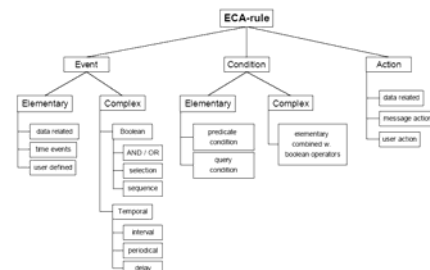 ECA-rule
Event
Condition
Action
Elementary
Complex
Elementary
Complex
data related
time events
user defined
Boolean
AND / OR
selection
sequence
Temporal
interval
periodical
delay
predicate
condition
query
condition
elementary
combined w.
boolean operators
data related
message action
user action